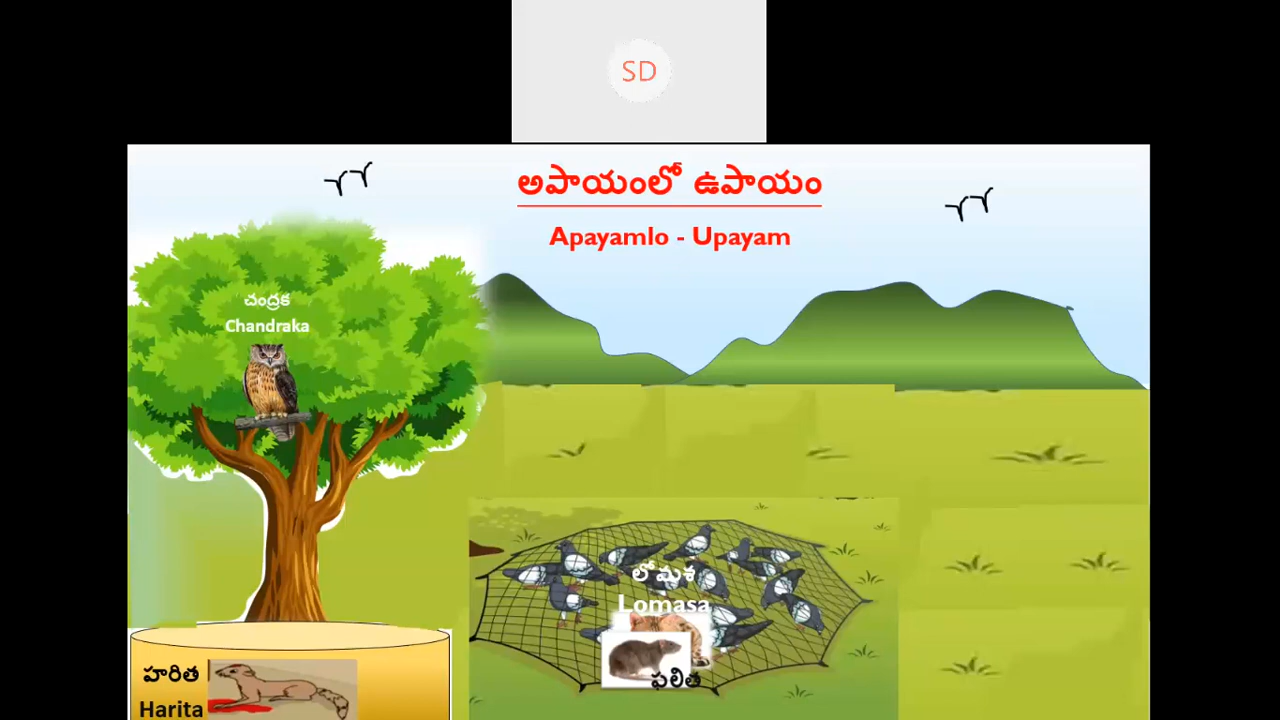 SD
అపాయంలో ఉపాయం
Apayamlo - Upayam
చంద్రక
Chandraka
లోమశ
Lomasa
ఫలిత
హరిత
Harita